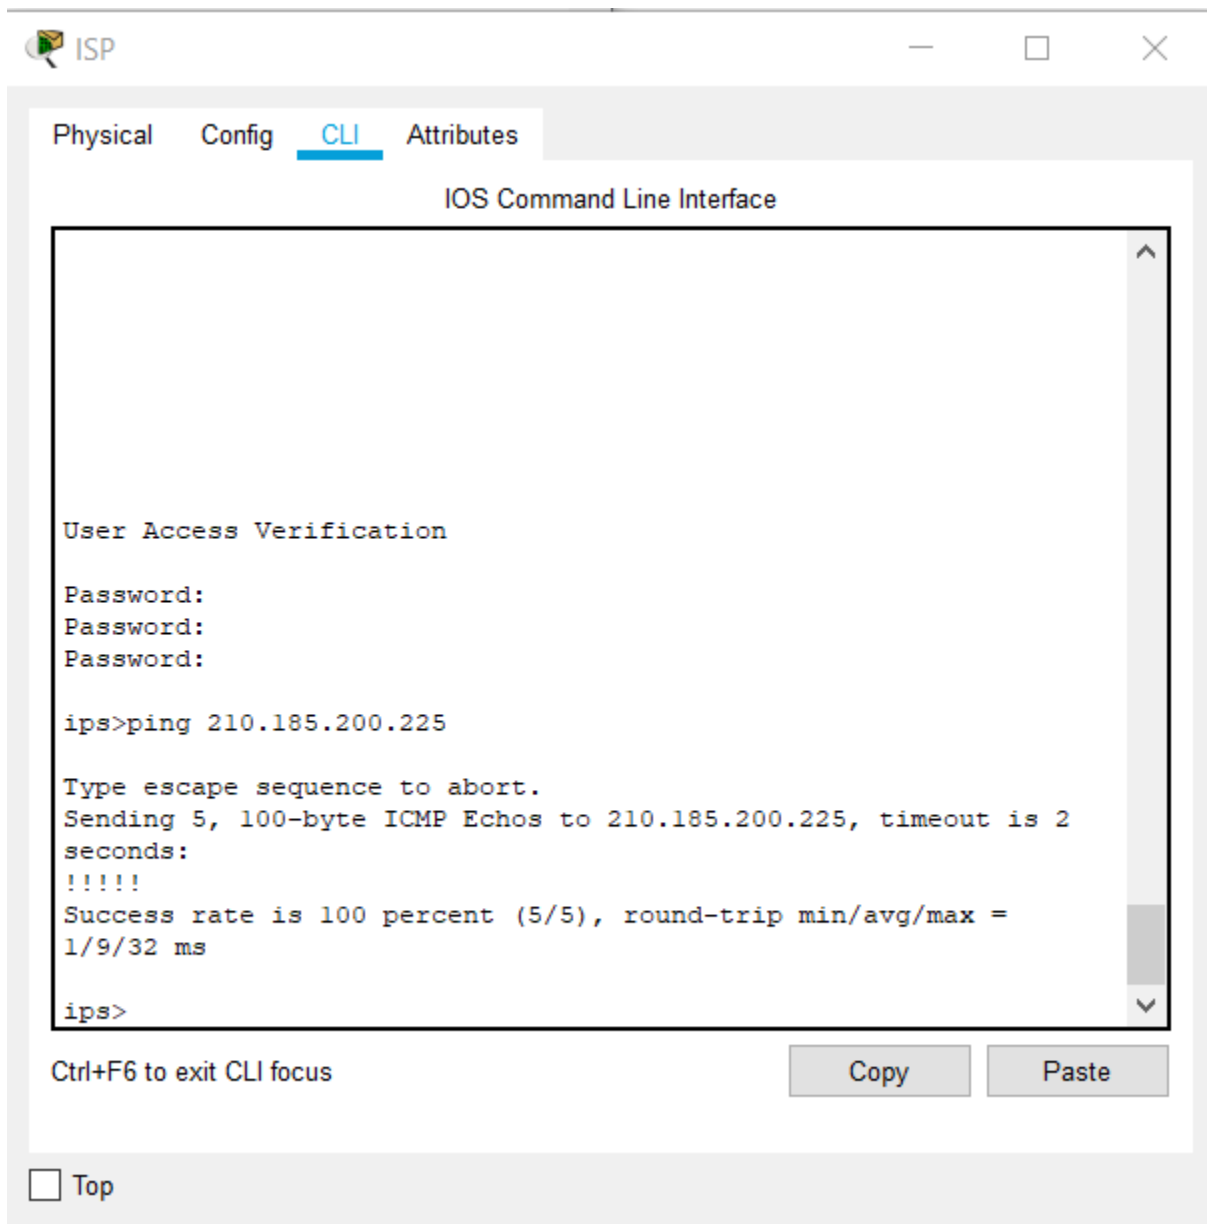 ISP
Physical Config CLI Attributes
IOS Command Line Interface
User Access Verification
Password:
Password:
Password:
ips>ping 210.185.200.225
Type escape sequence to abort.
Sending 5, 100-byte ICMP Echos to 210.185.200.225, timeout is 2
seconds:
!!!!!
Success rate is 100 percent (5/5), round-trip min/avg/max =
1/9/32 ms
ips>
Ctrl+F6 to exit CLI focus
Copy Paste
Top